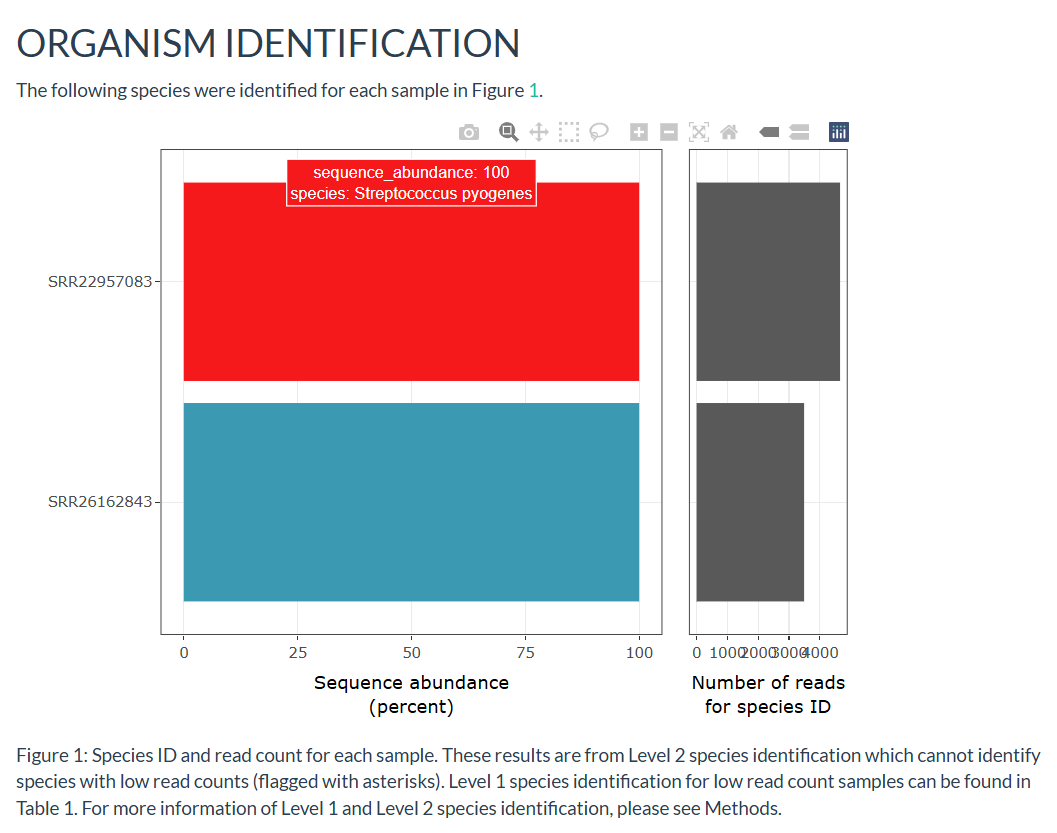 ORGANISM IDENTIFICATION
The following species were identified for each sample in Figure 1.
sequence_abundance: 100
species: Streptococcus pyogenes
SRR22957083
SRR26162843
0 25 50 75 100
0 1000 2000 3000 4000
Sequence abundance
(percent)
Number of reads
for species ID
Figure 1: Species ID and read count for each sample. These results are from Level 2 species identification which cannot identify
species with low read counts (flagged with asterisks). Level 1 species identification for low read count samples can be found in
Table 1. For more information of Level 1 and Level 2 species identification, please see Methods.